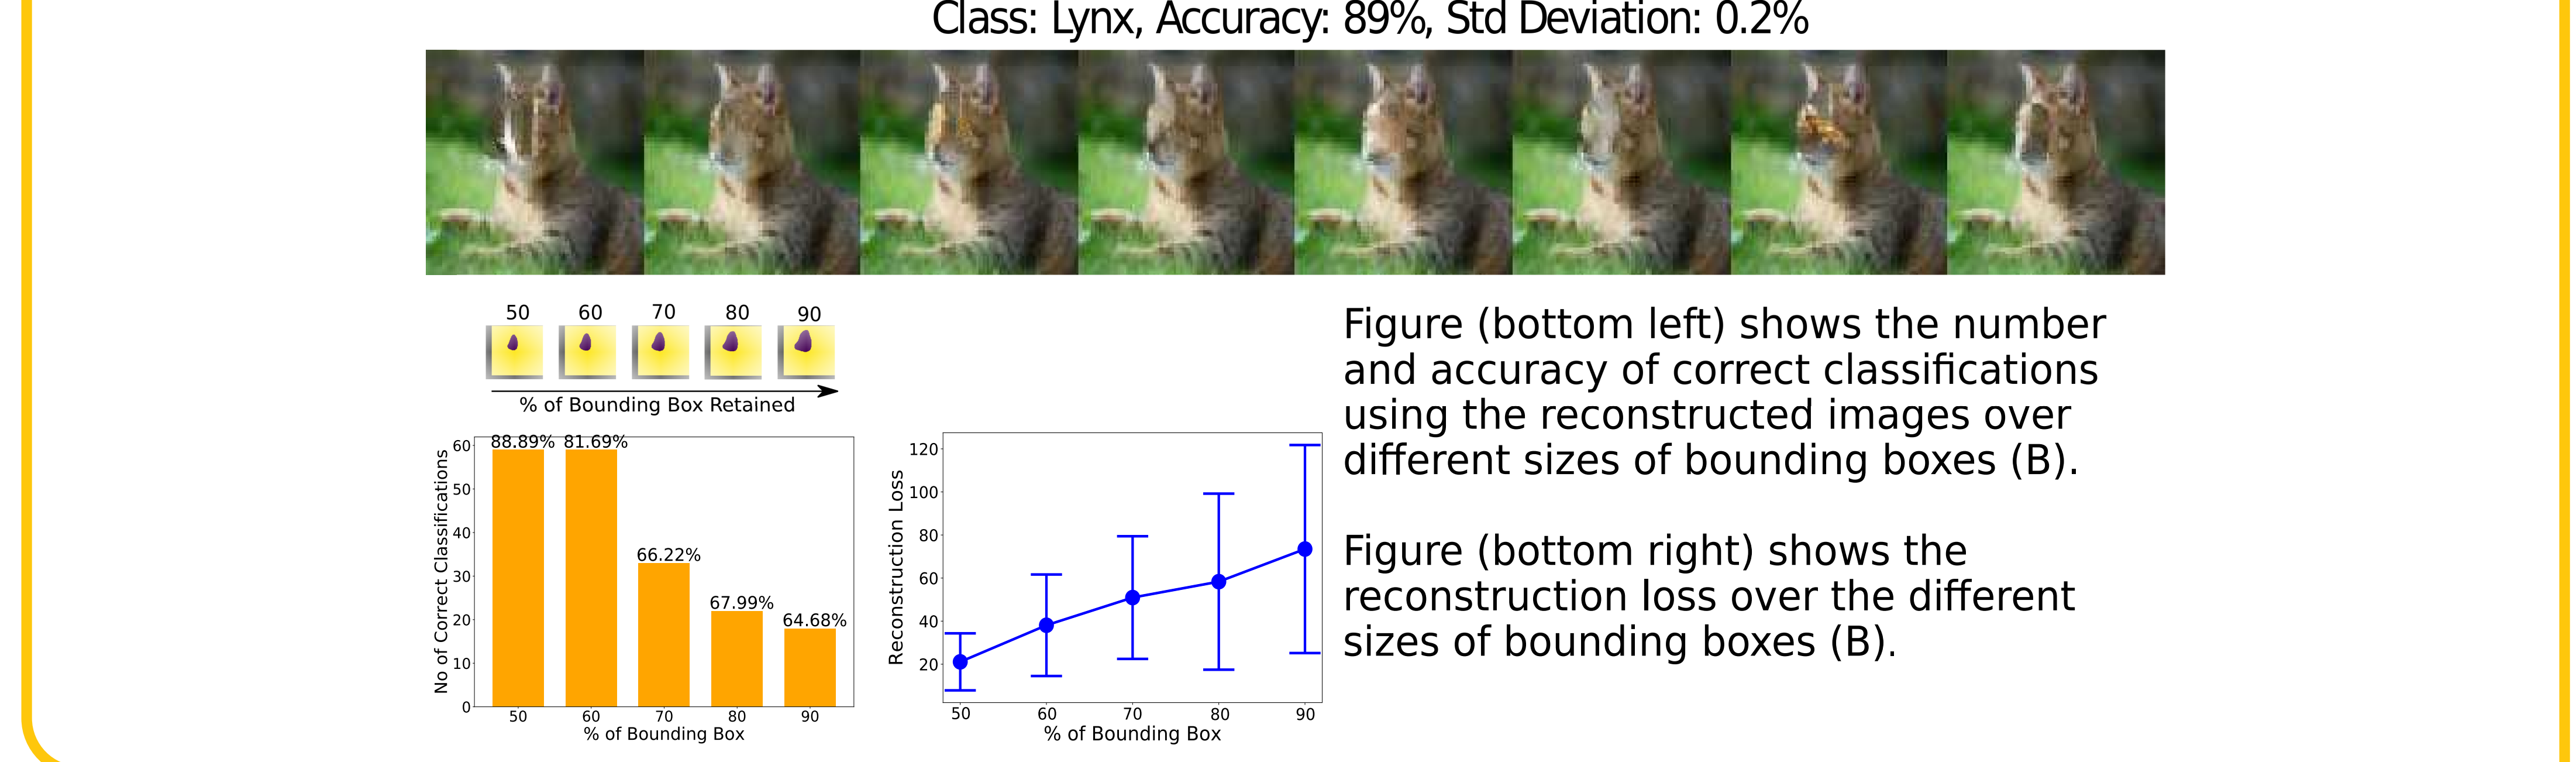 Class: Lynx, Accuracy: 89%, Std Deviation: 0.2%
50 60 70 80 90
% of Bounding Box Retained
88.89% 81.69% 66.22% 67.99% 64.68%
No of Correct Classifications
60
50
40
30
20
10
0
50 60 70 80 90
% of Bounding Box
Reconstruction Loss
120
100
80
60
40
20
50 60 70 80 90
% of Bounding Box
Figure (bottom left) shows the number
and accuracy of correct classifications
using the reconstructed images over
different sizes of bounding boxes (B).
Figure (bottom right) shows the
reconstruction loss over the different
sizes of bounding boxes (B).